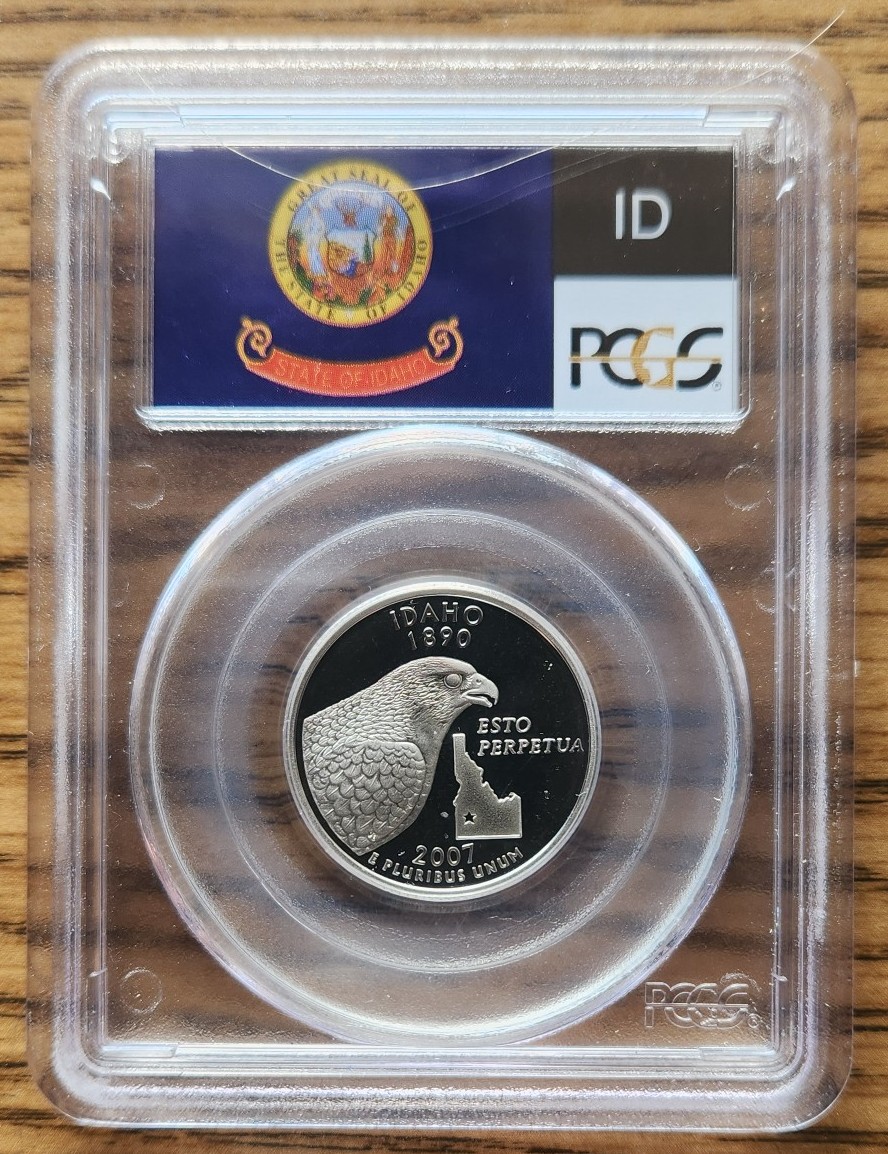 GREAT SEAL OF
THE STATE OF IDAHO
STATE OF IDAHO
ID
PCGS®
IDAHO
1890
ESTO
PERPETUA
2007
E PLURIBUS UNUM
PCGS®